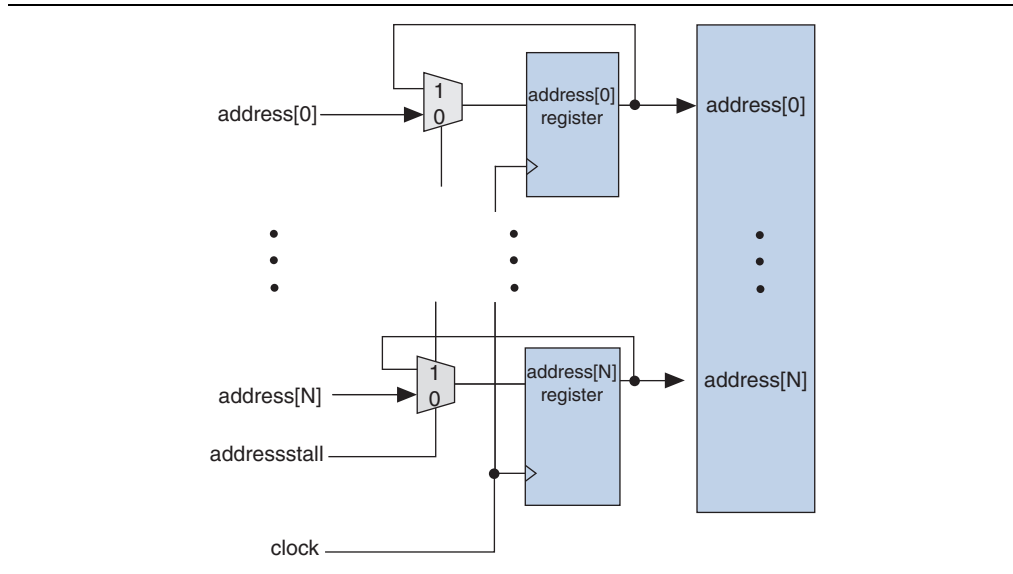 1
0
address[0]
address[0]
register
address[0]
1
0
address[N]
address[N]
register
address[N]
addressstall
clock